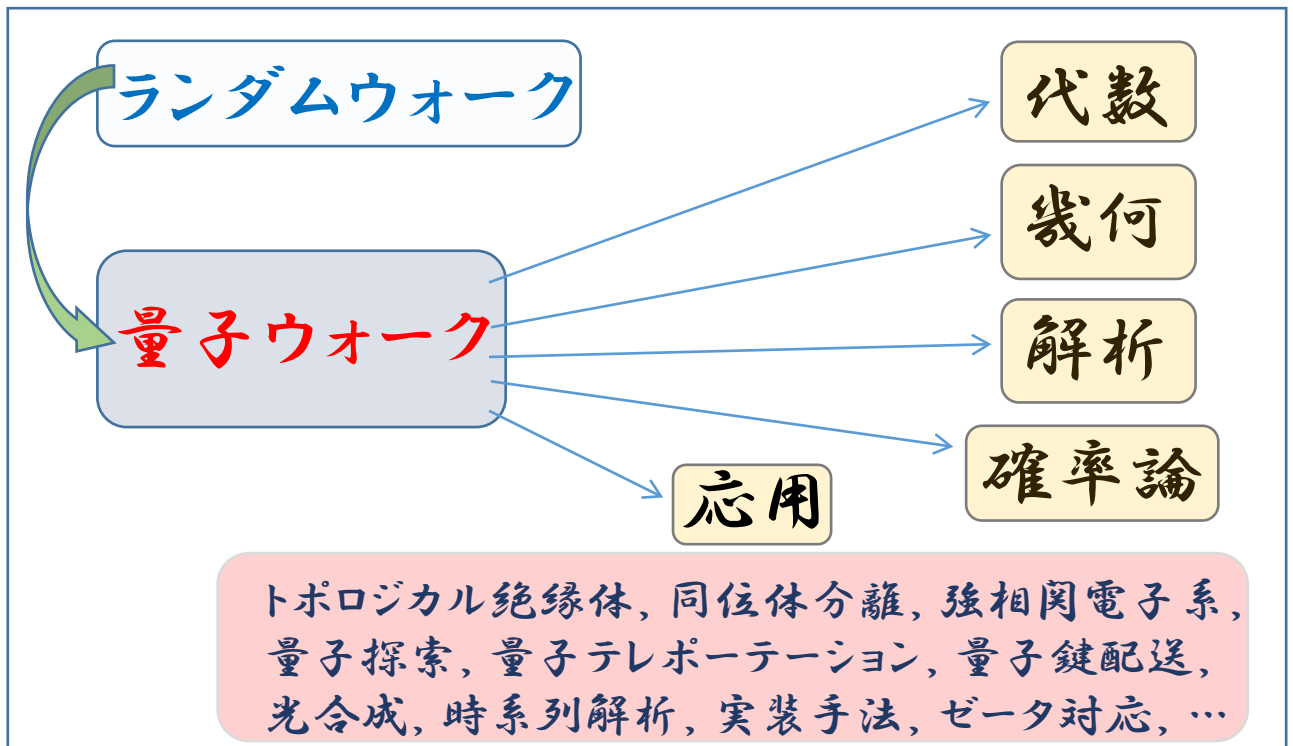 ランダムウォーク
量子ウォーク
代数
幾何
解析
確率論
応用
トポロジカル絶縁体, 同位体分離, 強相関電子系,
量子探索, 量子テレポーテーション, 量子鍵配送,
光合成, 時系列解析, 実装手法, ゼータ対応, …